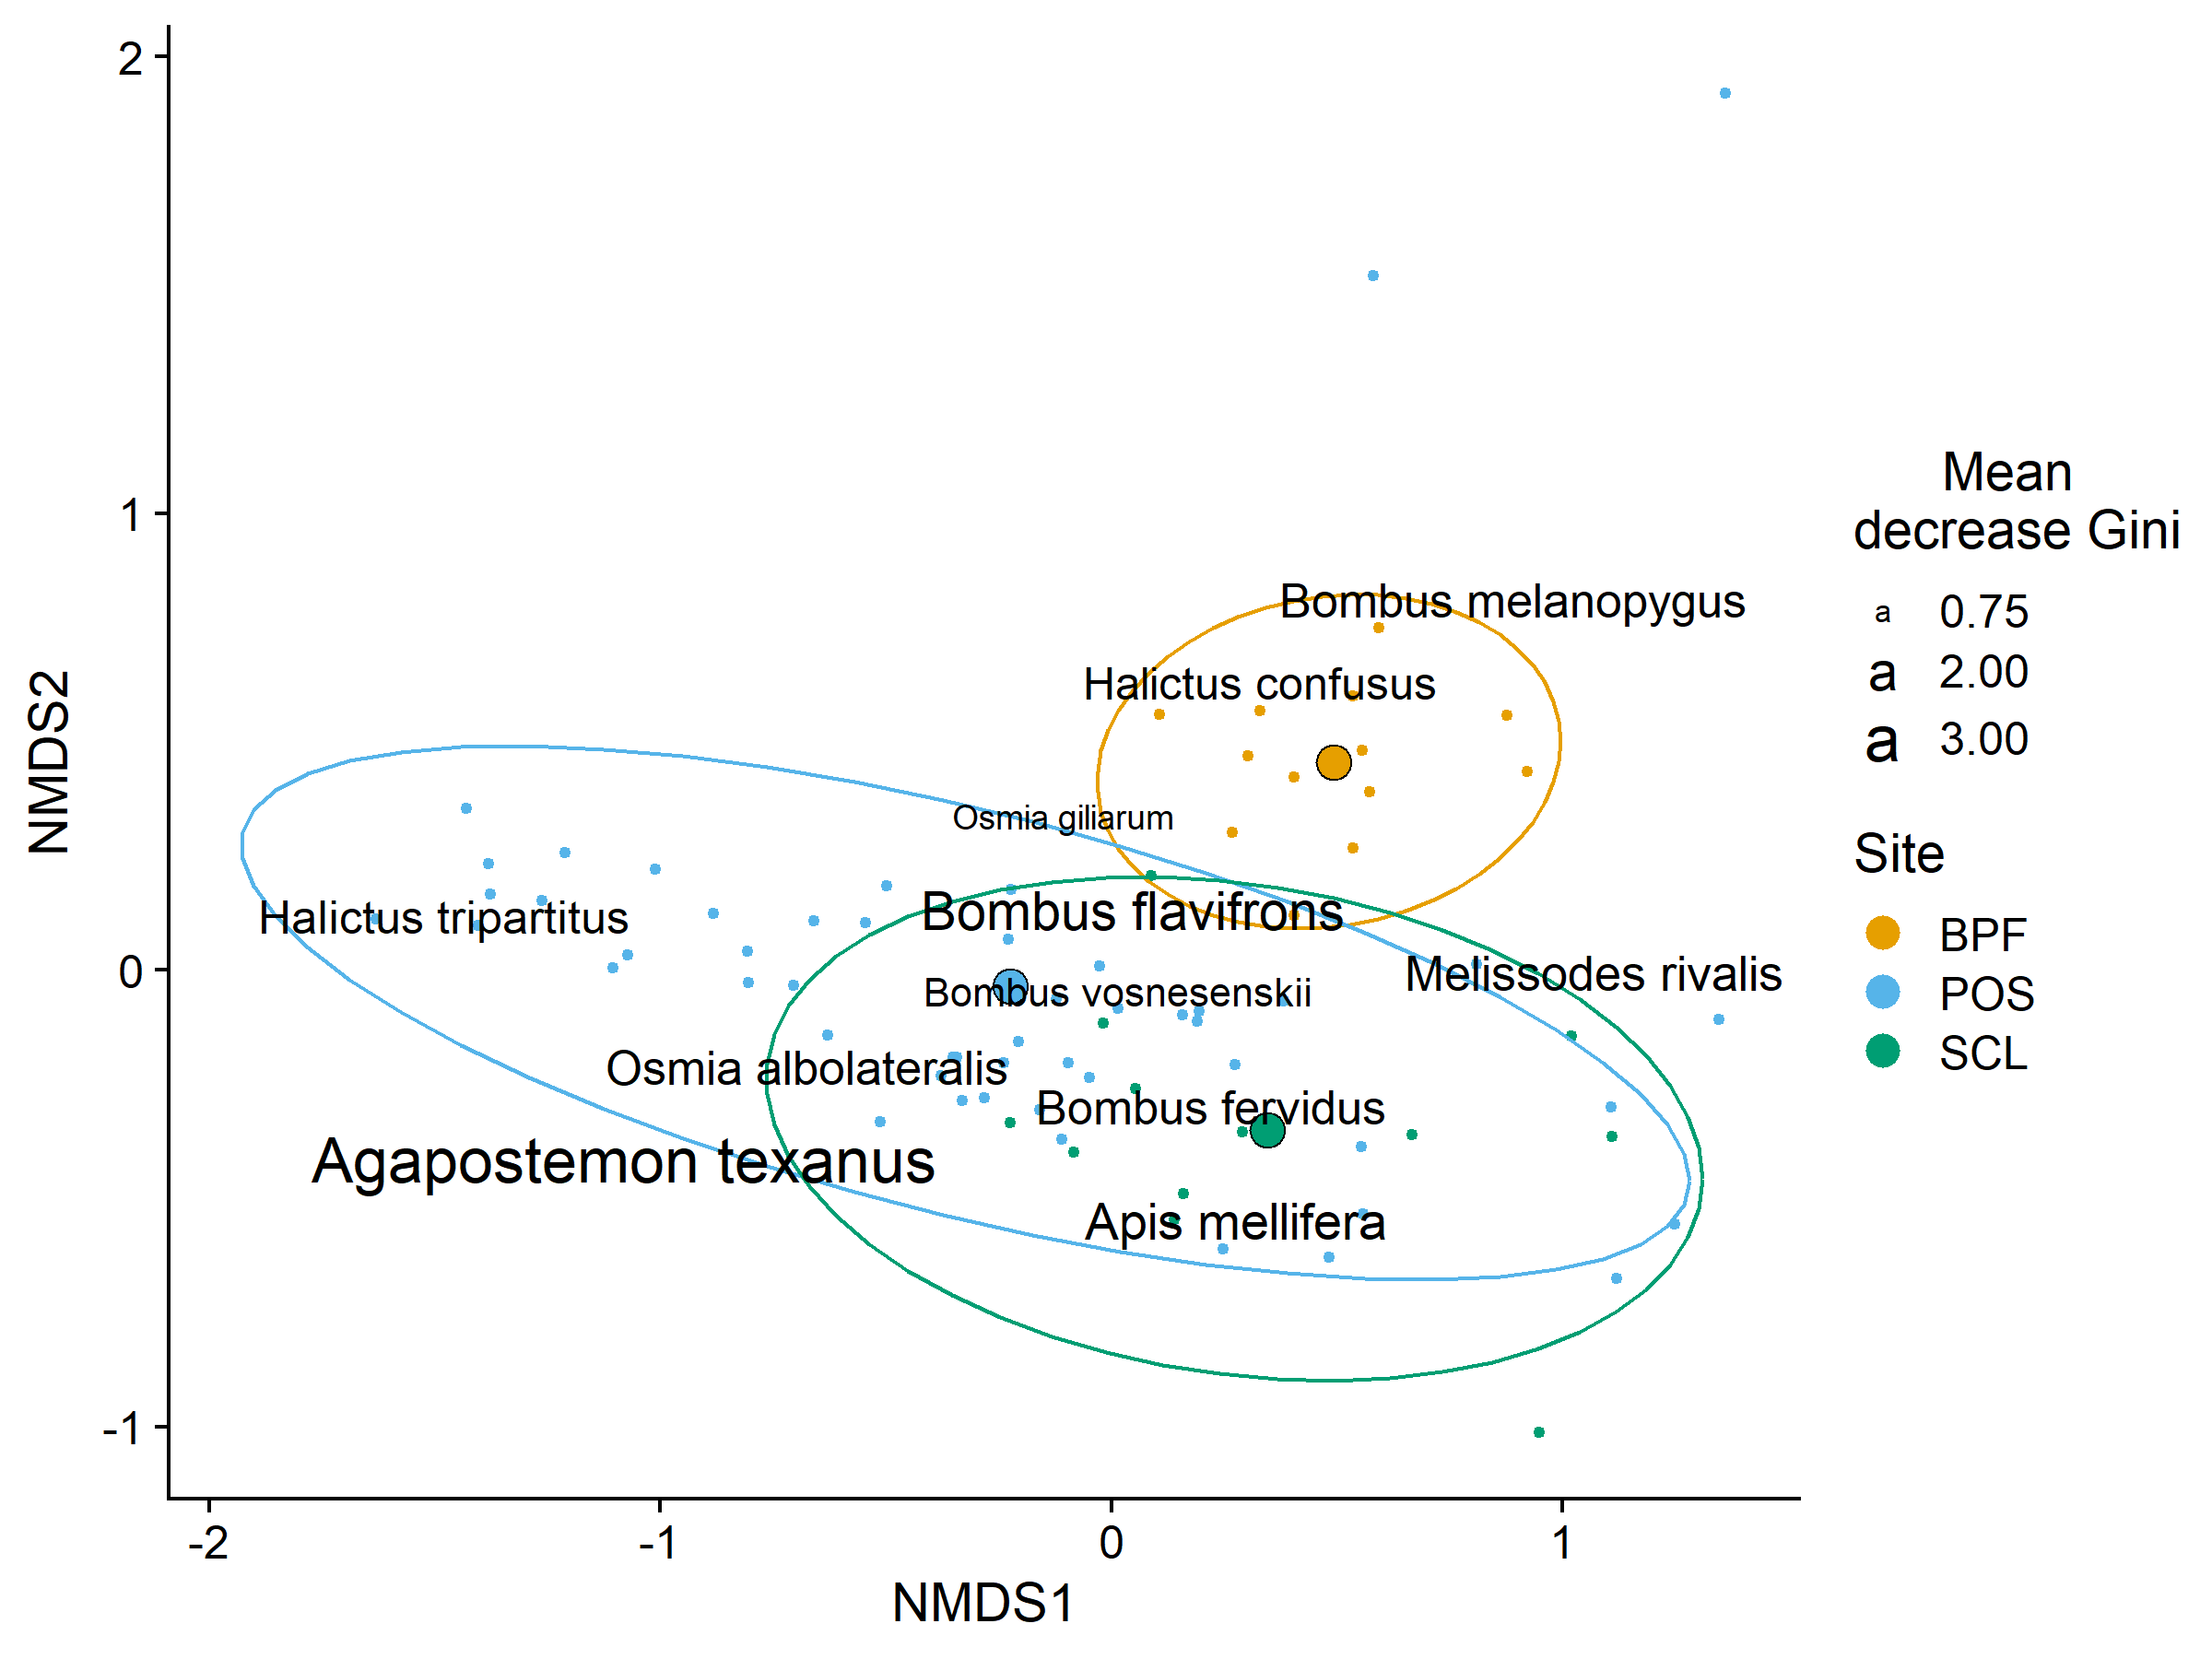 2
1
0
-1
NMDS2
-2
-1
0
1
NMDS1
Bombus melanopygus
Halictus confusus
Osmia giliarum
Bombus flavifrons
Halictus tripartitus
Melissodes rivalis
Bombus vosnesenskii
Osmia albolateralis
Bombus fervidus
Agapostemon texanus
Apis mellifera
Mean
decrease Gini
a 0.75
a 2.00
a 3.00
Site
BPF
POS
SCL